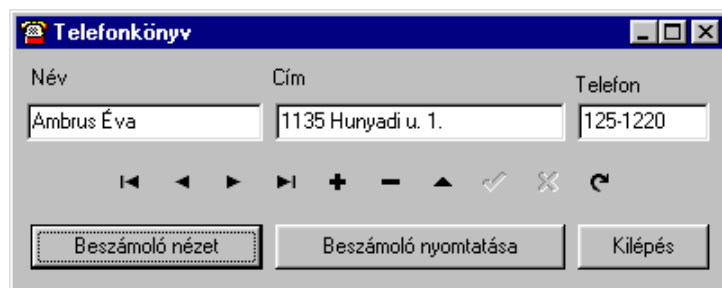 Telefonkönyv
Név Cím Telefon
Ambrus Éva 1135 Hunyadi u. 1. 125-1220
Beszámoló nézet Beszámoló nyomtatása Kilépés